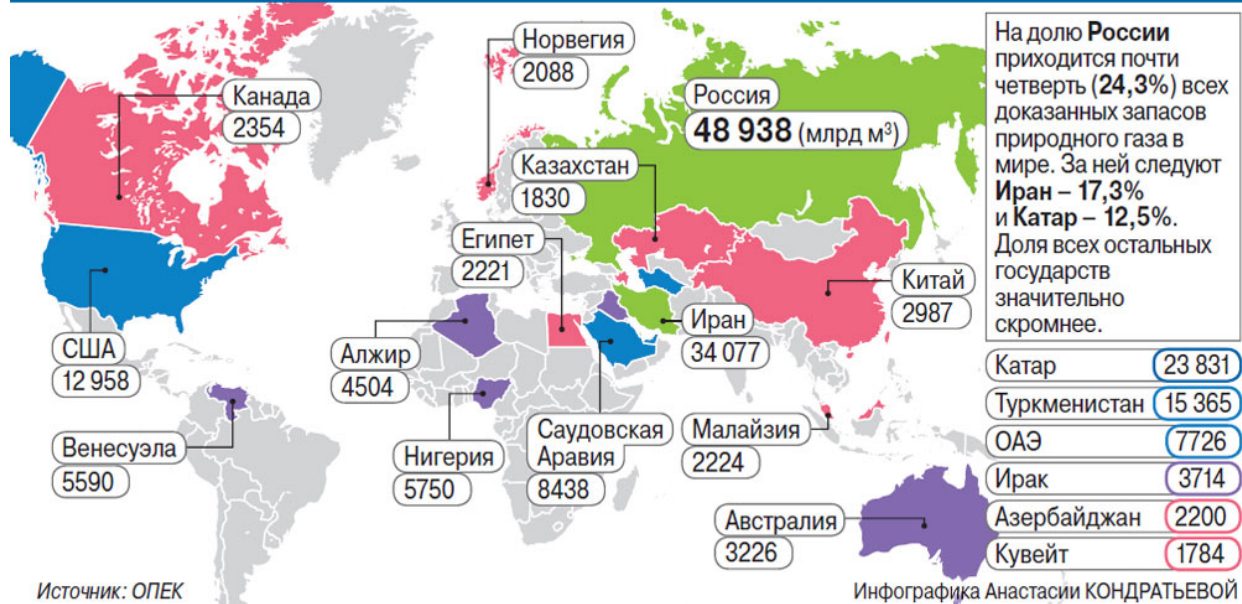 Норвегия
2088
Канада
2354
Россия
48 938 (млрд м³)
Казахстан
1830
Египет
2221
Китай
2987
Иран
34 077
США
12 958
Алжир
4504
Венесуэла
5590
Нигерия
5750
Саудовская
Аравия
8438
Малайзия
2224
Австралия
3226
На долю России
приходится почти
четверть (24,3%) всех
доказанных запасов
природного газа в
мире. За ней следуют
Иран – 17,3%
и Катар – 12,5%.
Доля всех остальных
государств
значительно
скромнее.
Катар 23 831
Туркменистан 15 365
ОАЭ 7726
Ирак 3714
Азербайджан 2200
Кувейт 1784
Источник: ОПЕК
Инфографика Анастасии КОНДРАТЬЕВОЙ